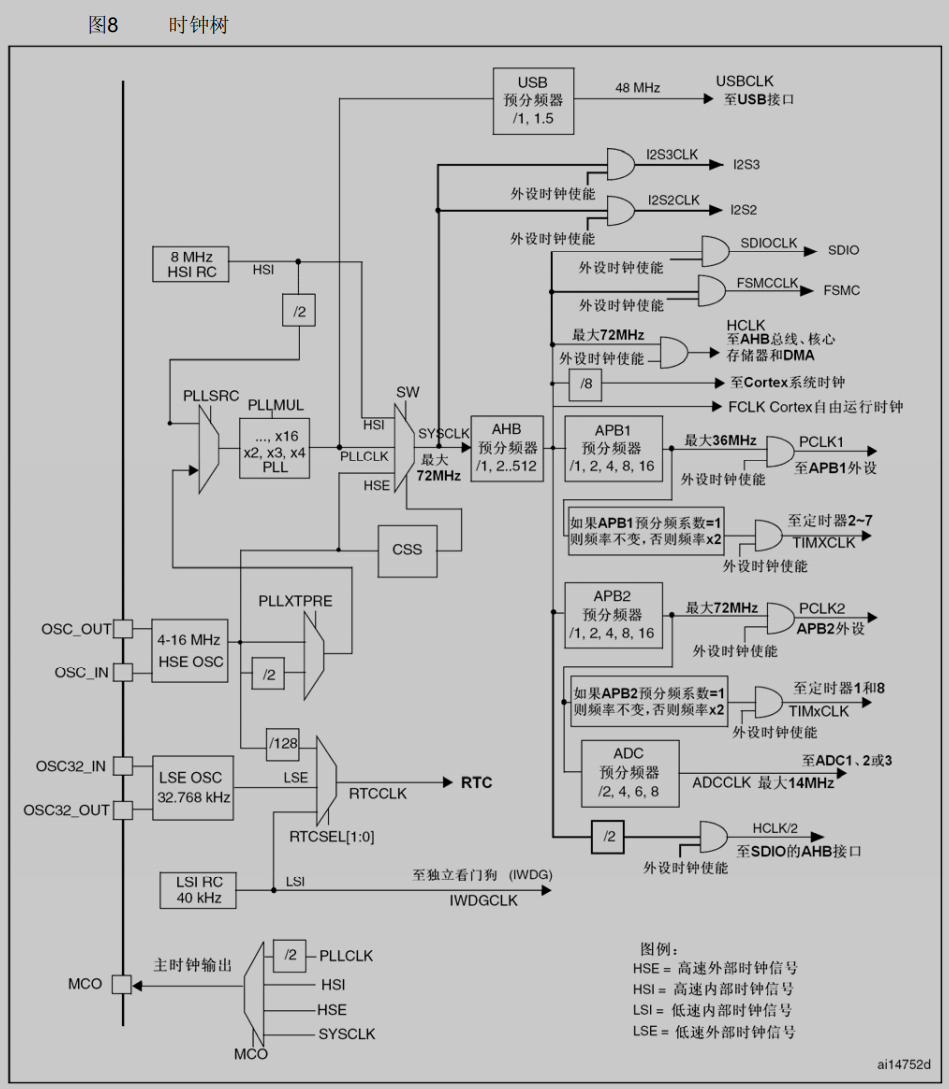 图8 时钟树
USB
预分频器
/1, 1.5
48 MHz
USBCLK
至USB接口
I2S3CLK
I2S3
外设时钟使能
I2S2CLK
I2S2
外设时钟使能
8 MHz
HSI RC
HSI
/2
SDIOCLK
SDIO
外设时钟使能
FSMCCLK
FSMC
外设时钟使能
最大72MHz
HCLK
至AHB总线、核心
存储器和DMA
外设时钟使能
/8
至Cortex系统时钟
FCLK Cortex自由运行时钟
PLLSRC
PLLMUL
..., x16
x2, x3, x4
PLL
SW
HSI
PLLCLK
HSE
SYSCLK
最大
72MHz
AHB
预分频器
/1, 2..512
APB1
预分频器
/1, 2, 4, 8, 16
最大36MHz
PCLK1
至APB1外设
外设时钟使能
CSS
如果APB1预分频系数=1
则频率不变，否则频率x2
至定时器2~7
TIMXCLK
外设时钟使能
PLLXTPRE
OSC_OUT
OSC_IN
4-16 MHz
HSE OSC
/2
APB2
预分频器
/1, 2, 4, 8, 16
最大72MHz
PCLK2
APB2外设
外设时钟使能
如果APB2预分频系数=1
则频率不变，否则频率x2
至定时器1和8
TIMxCLK
外设时钟使能
/128
OSC32_IN
OSC32_OUT
LSE OSC
32.768 kHz
LSE
RTCCLK
RTC
RTCSEL[1:0]
ADC
预分频器
/2, 4, 6, 8
至ADC1、2或3
ADCCLK 最大14MHz
/2
HCLK/2
至SDIO的AHB接口
外设时钟使能
LSI RC
40 kHz
LSI
至独立看门狗 (IWDG)
IWDGCLK
MCO
主时钟输出
/2
PLLCLK
HSI
HSE
SYSCLK
MCO
图例：
HSE = 高速外部时钟信号
HSI = 高速内部时钟信号
LSI = 低速内部时钟信号
LSE = 低速外部时钟信号
ai14752d